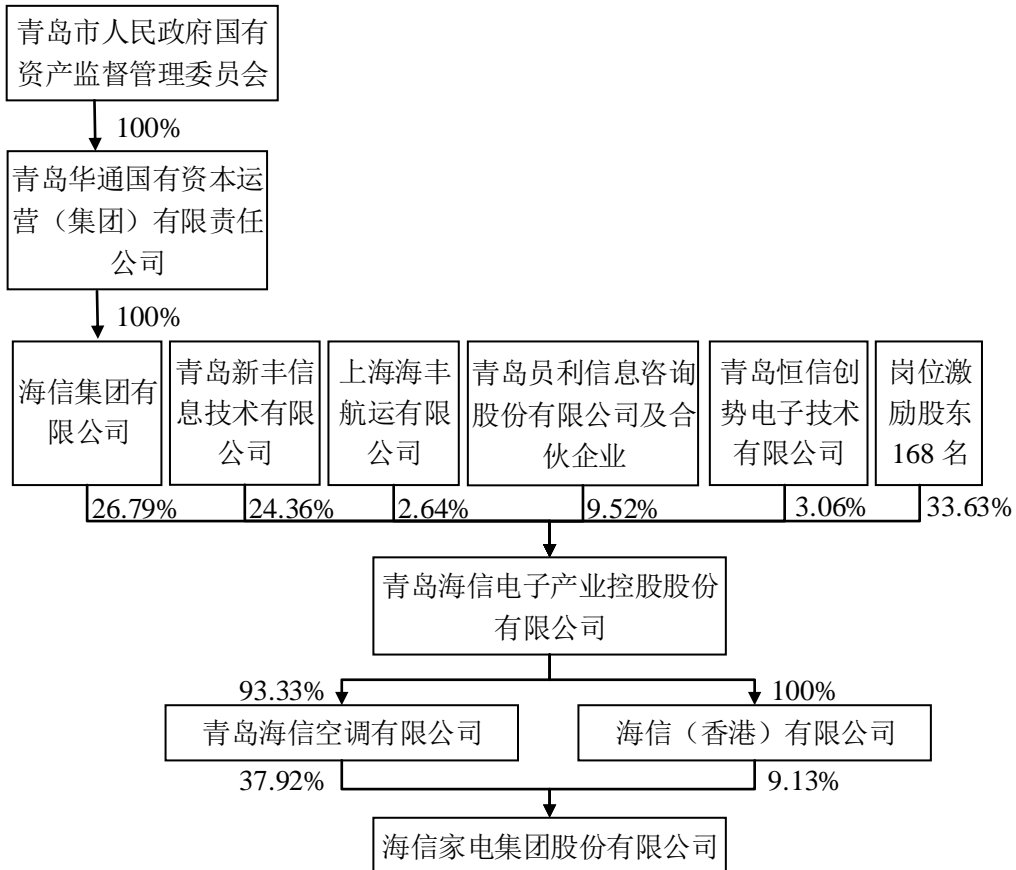 青岛市人民政府国有
资产监督管理委员会
100%
青岛华通国有资本运
营（集团）有限责任
公司
100%
海信集团有
限公司
青岛新丰信
息技术有限
公司
上海海丰
航运有限
公司
青岛员利信息咨询
股份有限公司及合
伙企业
青岛恒信创
势电子技术
有限公司
岗位激
励股东
168 名
26.79%
24.36%
2.64%
9.52%
3.06%
33.63%
青岛海信电子产业控股股份
有限公司
93.33%
100%
青岛海信空调有限公司
海信（香港）有限公司
37.92%
9.13%
海信家电集团股份有限公司